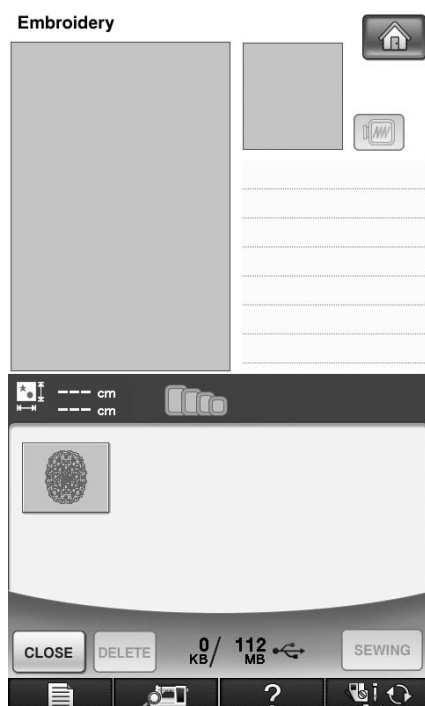 Embroidery
--- cm
--- cm
CLOSE
DELETE
0 KB / 112 MB
SEWING
?